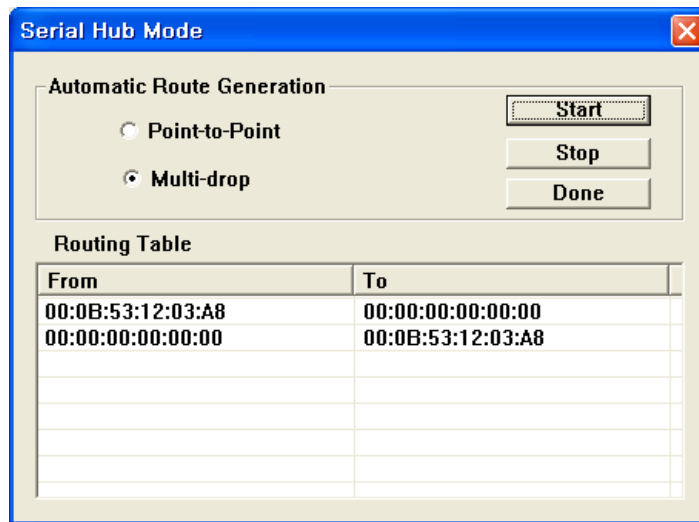 Serial Hub Mode
Automatic Route Generation
Point-to-Point
Multi-drop
Start
Stop
Done
Routing Table
From To
00:0B:53:12:03:A8 00:00:00:00:00:00
00:00:00:00:00:00 00:0B:53:12:03:A8